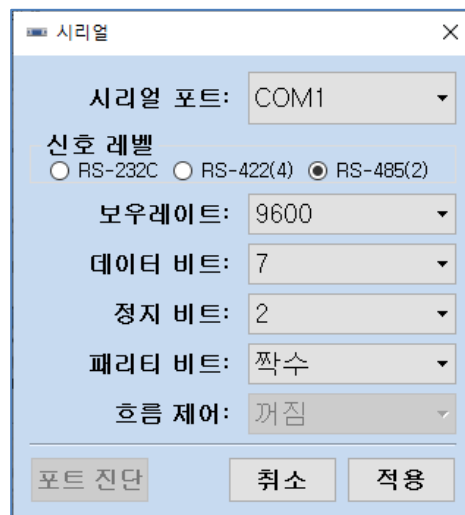 시리얼
시리얼 포트: COM1
신호 레벨
RS-232C RS-422(4) RS-485(2)
보우레이트: 9600
데이터 비트: 7
정지 비트: 2
패리티 비트: 짝수
흐름 제어: 꺼짐
포트 진단 취소 적용